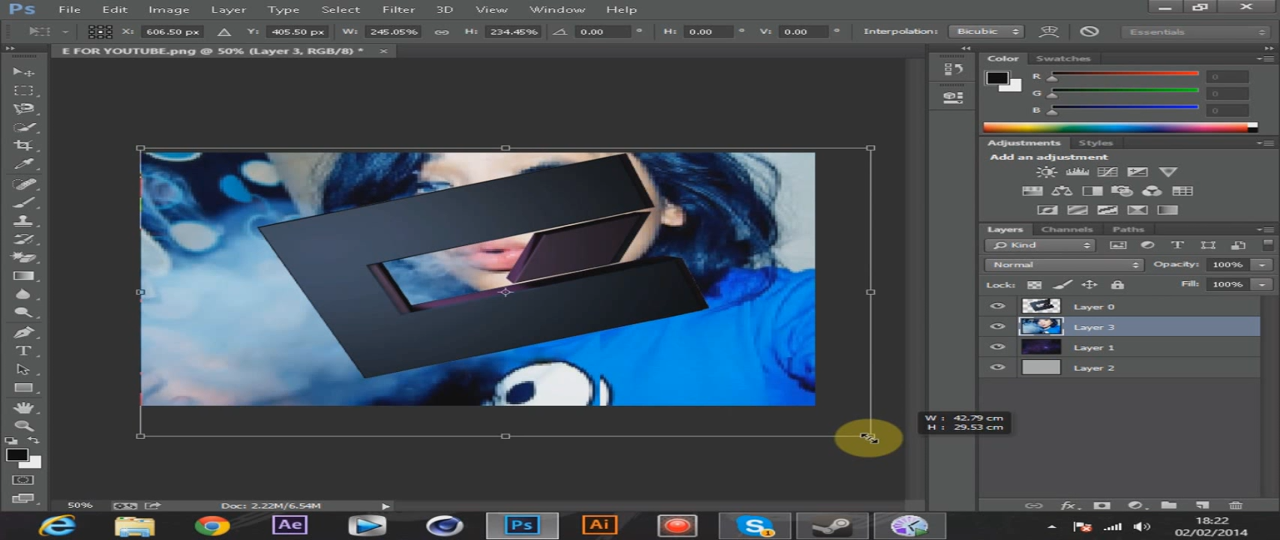 Ps File Edit Image Layer Type Select Filter 3D View Window Help
X: 606.50 px Y: 405.50 px W: 245.05% H: 234.45% 0.00 ° H: 0.00 ° V: 0.00 ° Interpolation: Bicubic Essentials
E FOR YOUTUBE.png @ 50% (Layer 3, RGB/8) * ×
Color Swatches
R 0
G 0
B 0
Adjustments Styles
Add an adjustment
Layers Channels Paths
Kind
Normal Opacity: 100%
Lock: Fill: 100%
Layer 0
Layer 3
Layer 1
Layer 2
W: 42.79 cm
H: 29.53 cm
50% Doc: 2.22M/6.54M
Ae Ps Ai S 1
18:22
02/02/2014